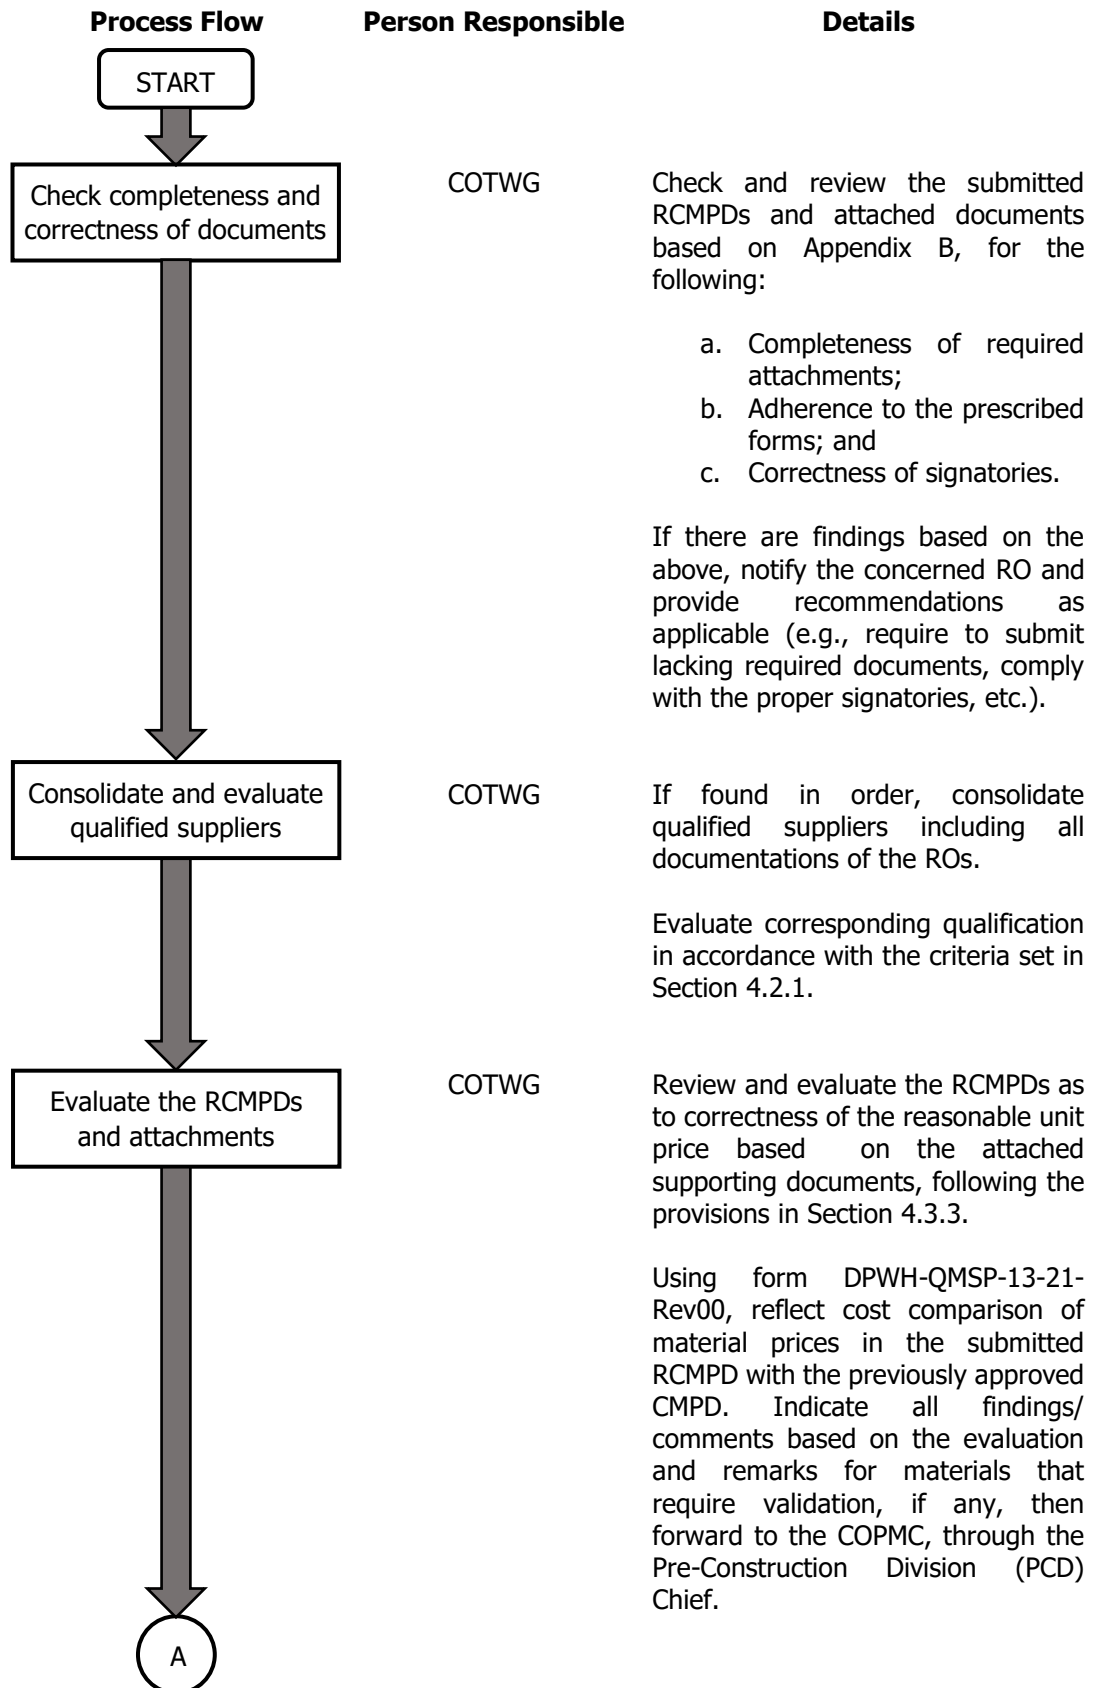 Process Flow Person Responsible Details
START
Check completeness and
correctness of documents
COTWG
Check and review the submitted
RCMPDs and attached documents
based on Appendix B, for the
following:
a. Completeness of required
attachments;
b. Adherence to the prescribed
forms; and
c. Correctness of signatories.
If there are findings based on the
above, notify the concerned RO and
provide recommendations as
applicable (e.g., require to submit
lacking required documents, comply
with the proper signatories, etc.).
Consolidate and evaluate
qualified suppliers
COTWG
If found in order, consolidate
qualified suppliers including all
documentations of the ROs.
Evaluate corresponding qualification
in accordance with the criteria set in
Section 4.2.1.
Evaluate the RCMPDs
and attachments
COTWG
Review and evaluate the RCMPDs as
to correctness of the reasonable unit
price based on the attached
supporting documents, following the
provisions in Section 4.3.3.
Using form DPWH-QMSP-13-21-
Rev00, reflect cost comparison of
material prices in the submitted
RCMPD with the previously approved
CMPD. Indicate all findings/
comments based on the evaluation
and remarks for materials that
require validation, if any, then
forward to the COPMC, through the
Pre-Construction Division (PCD)
Chief.
A